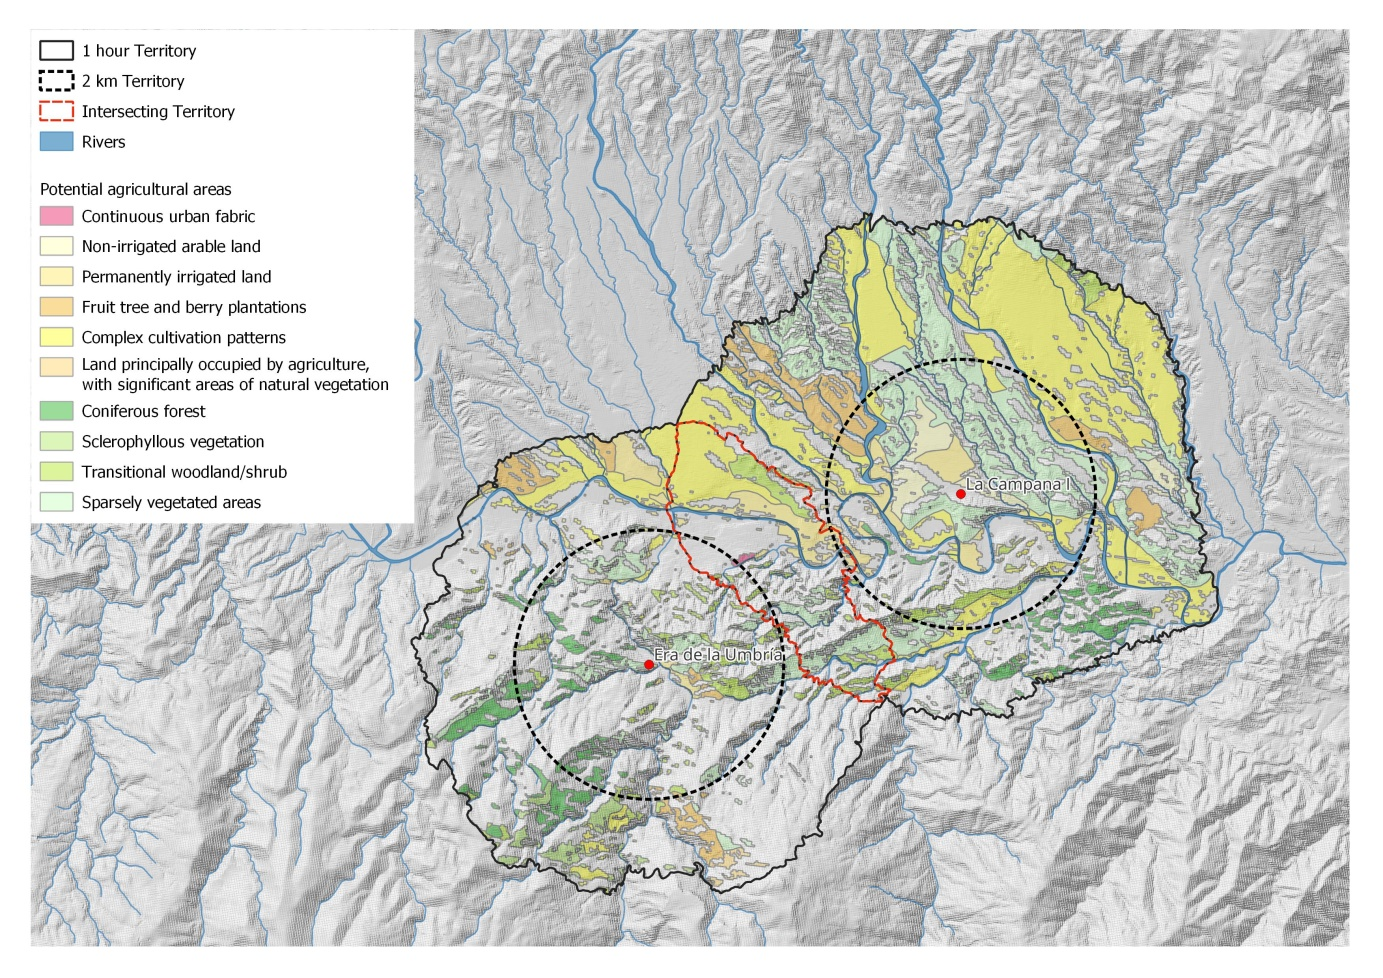 1 hour Territory
2 km Territory
Intersecting Territory
Rivers
Potential agricultural areas
Continuous urban fabric
Non-irrigated arable land
Permanently irrigated land
Fruit tree and berry plantations
Complex cultivation patterns
Land principally occupied by agriculture,
with significant areas of natural vegetation
Coniferous forest
Sclerophyllous vegetation
Transitional woodland/shrub
Sparsely vegetated areas
La Campana I
Era de la Umbría